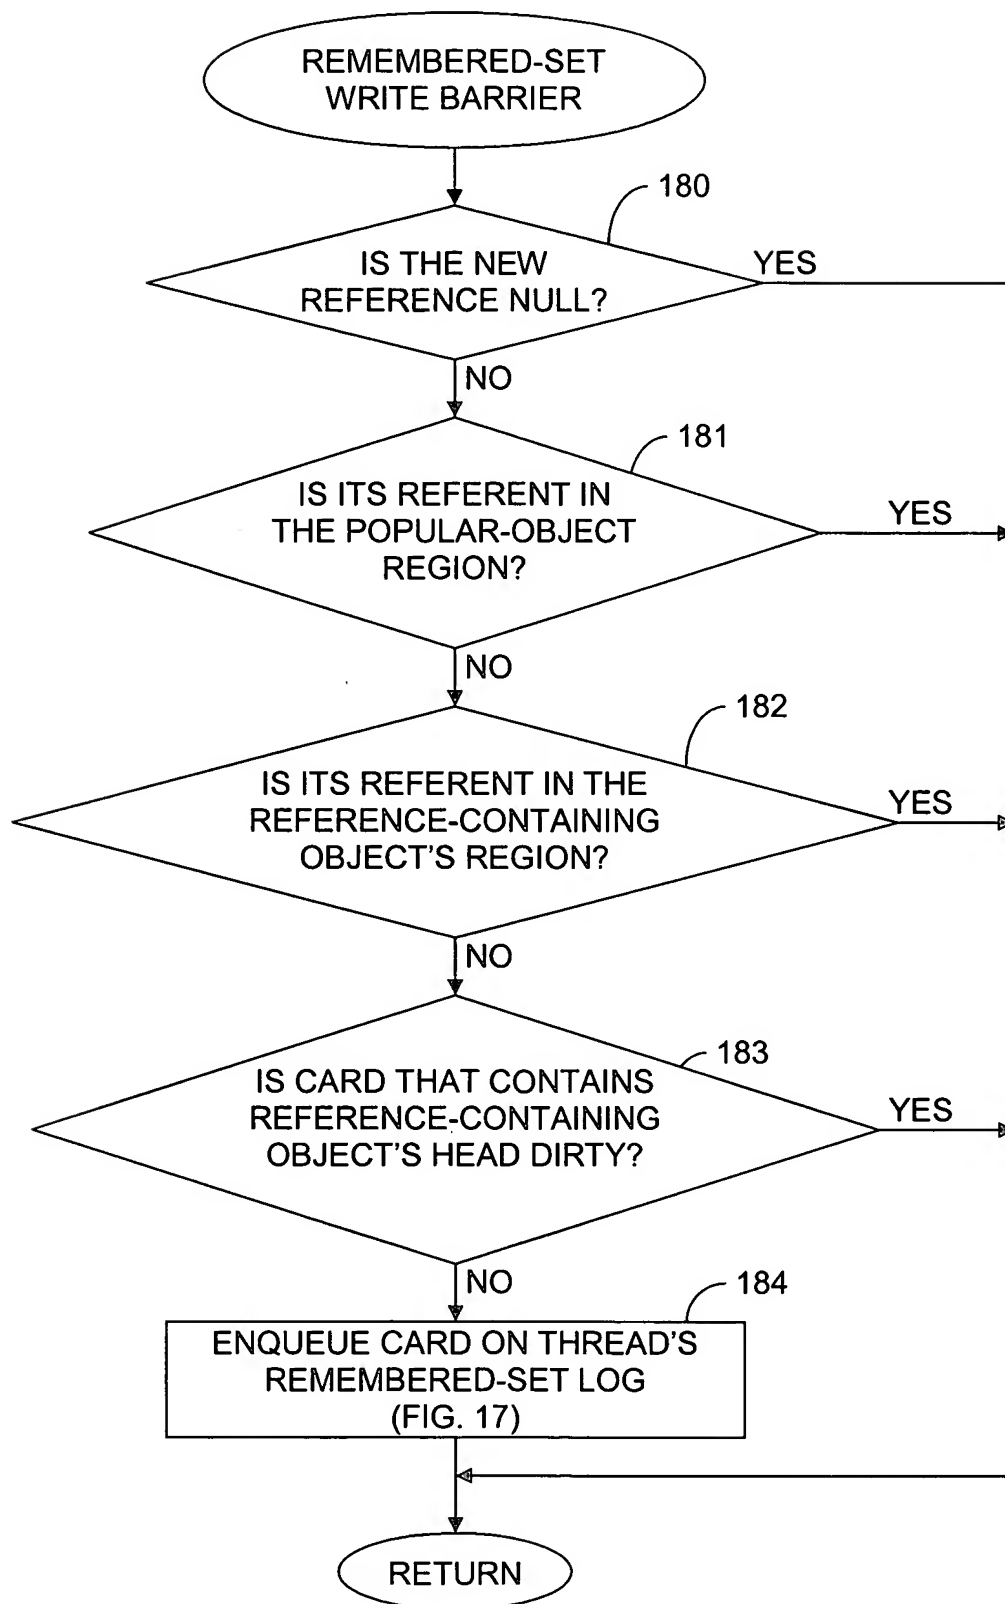 REMEMBERED-SET
WRITE BARRIER
180
IS THE NEW
REFERENCE NULL?
YES
NO
181
IS ITS REFERENT IN
THE POPULAR-OBJECT
REGION?
YES
NO
182
IS ITS REFERENT IN THE
REFERENCE-CONTAINING
OBJECT'S REGION?
YES
NO
183
IS CARD THAT CONTAINS
REFERENCE-CONTAINING
OBJECT'S HEAD DIRTY?
YES
NO
184
ENQUEUE CARD ON THREAD'S
REMEMBERED-SET LOG
(FIG. 17)
RETURN